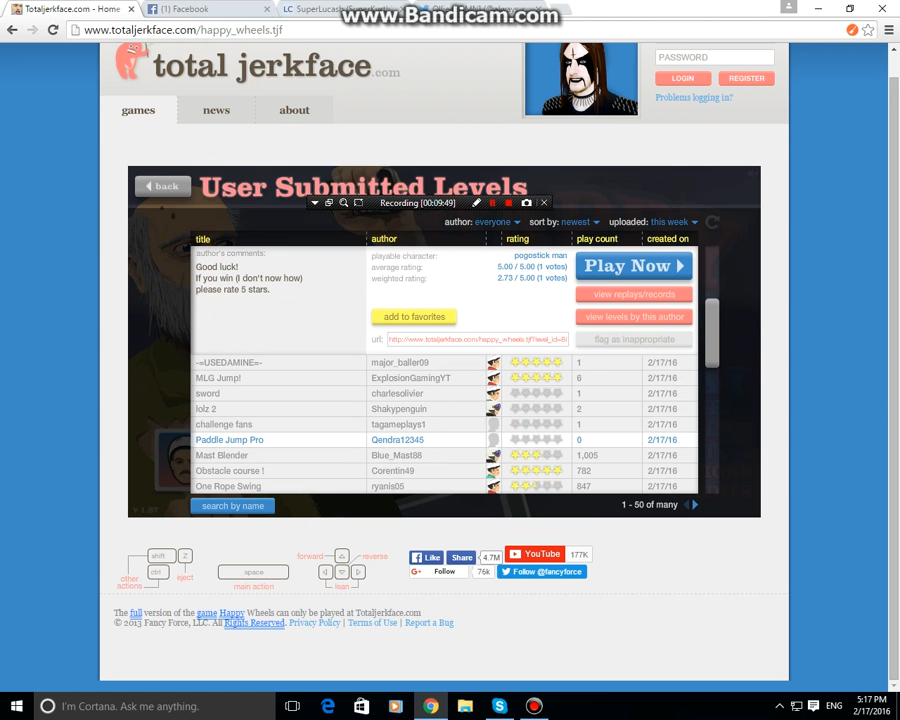 Totaljerkface.com - Home
(1) Facebook
www.Bandicam.com
www.totaljerkface.com/happy_wheels.tjf
total jerkface.com
PASSWORD
LOGIN REGISTER
Problems logging in?
games news about
back
User Submitted Levels
Recording [00:09:49]
author: everyone sort by: newest uploaded: this week
title author rating play count created on
author's comments:
Good luck!
If you win (I don't now how)
please rate 5 stars.
playable character: pogostick man
average rating: 5.00 / 5.00 (1 votes)
weighted rating: 2.73 / 5.00 (1 votes)
Play Now
view replays/records
add to favorites
view levels by this author
url: http://www.totaljerkface.com/happy_wheels.tjf?level_id=8
flag as inappropriate
-=USEDAMINE=- major_baller09 1 2/17/16
MLG Jump! ExplosionGamingYT 6 2/17/16
sword charlesolivier 1 2/17/16
lolz 2 Shakypenguin 2 2/17/16
challenge fans tagameplays1 1 2/17/16
Paddle Jump Pro Qendra12345 0 2/17/16
Mast Blender Blue_Mast88 1,005 2/17/16
Obstacle course ! Corentin49 782 2/17/16
One Rope Swing ryanis05 847 2/17/16
search by name
1 - 50 of many
V 1.87
shift Z
ctrl
eject
other
actions
space
main action
forward reverse
lean
Like Share 4.7M
YouTube 177K
G+ Follow 76k
Follow @fancyforce
The full version of the game Happy Wheels can only be played at Totaljerkface.com
© 2013 Fancy Force, LLC. All Rights Reserved. Privacy Policy | Terms of Use | Report a Bug
I'm Cortana. Ask me anything.
ENG
5:17 PM
2/17/2016